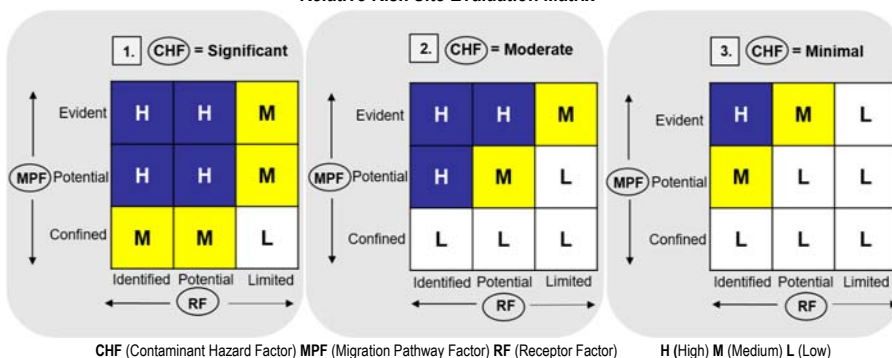 Relative Risk Site Evaluation Matrix
1. CHF = Significant
Evident H H M
MPF Potential H H M
Confined M M L
Identified Potential Limited
RF
2. CHF = Moderate
Evident H H M
MPF Potential H M L
Confined L L L
Identified Potential Limited
RF
3. CHF = Minimal
Evident H M L
MPF Potential M L L
Confined L L L
Identified Potential Limited
RF
CHF (Contaminant Hazard Factor) MPF (Migration Pathway Factor) RF (Receptor Factor) H (High) M (Medium) L (Low)